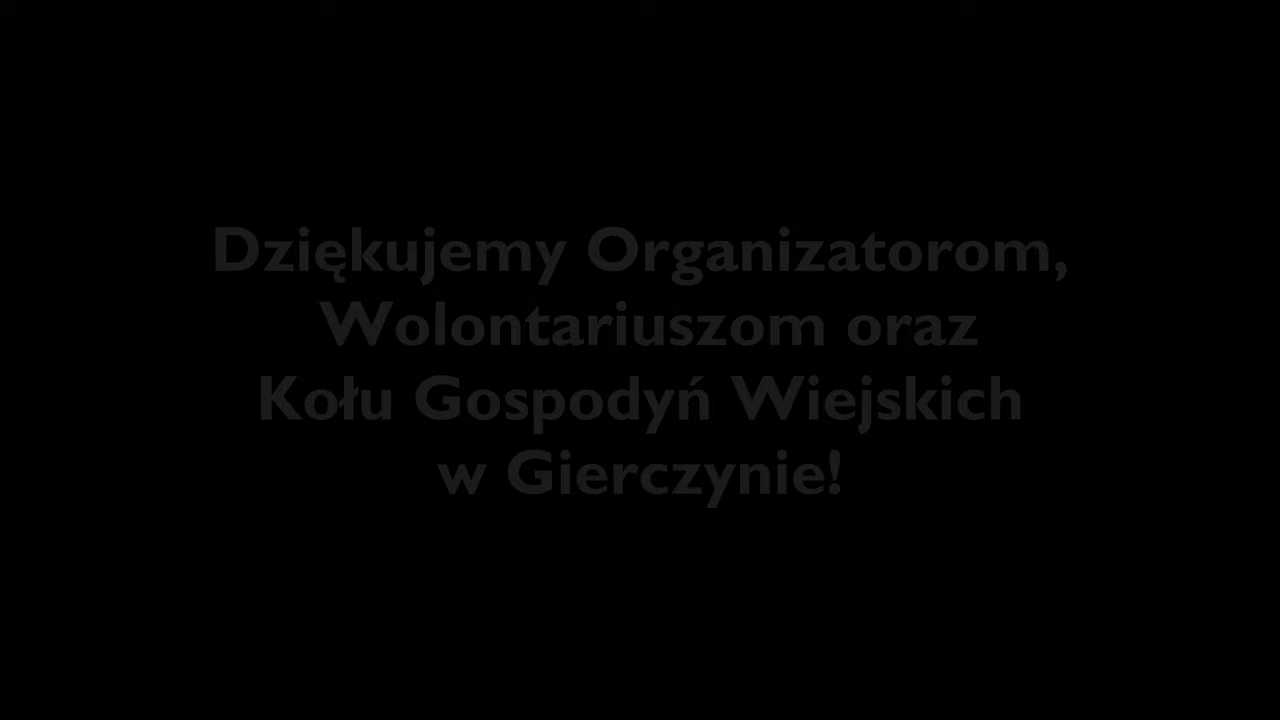 Dziękujemy Organizatorom,
Wolontariuszom oraz
Kołu Gospodyń Wiejskich
w Gierczynie!